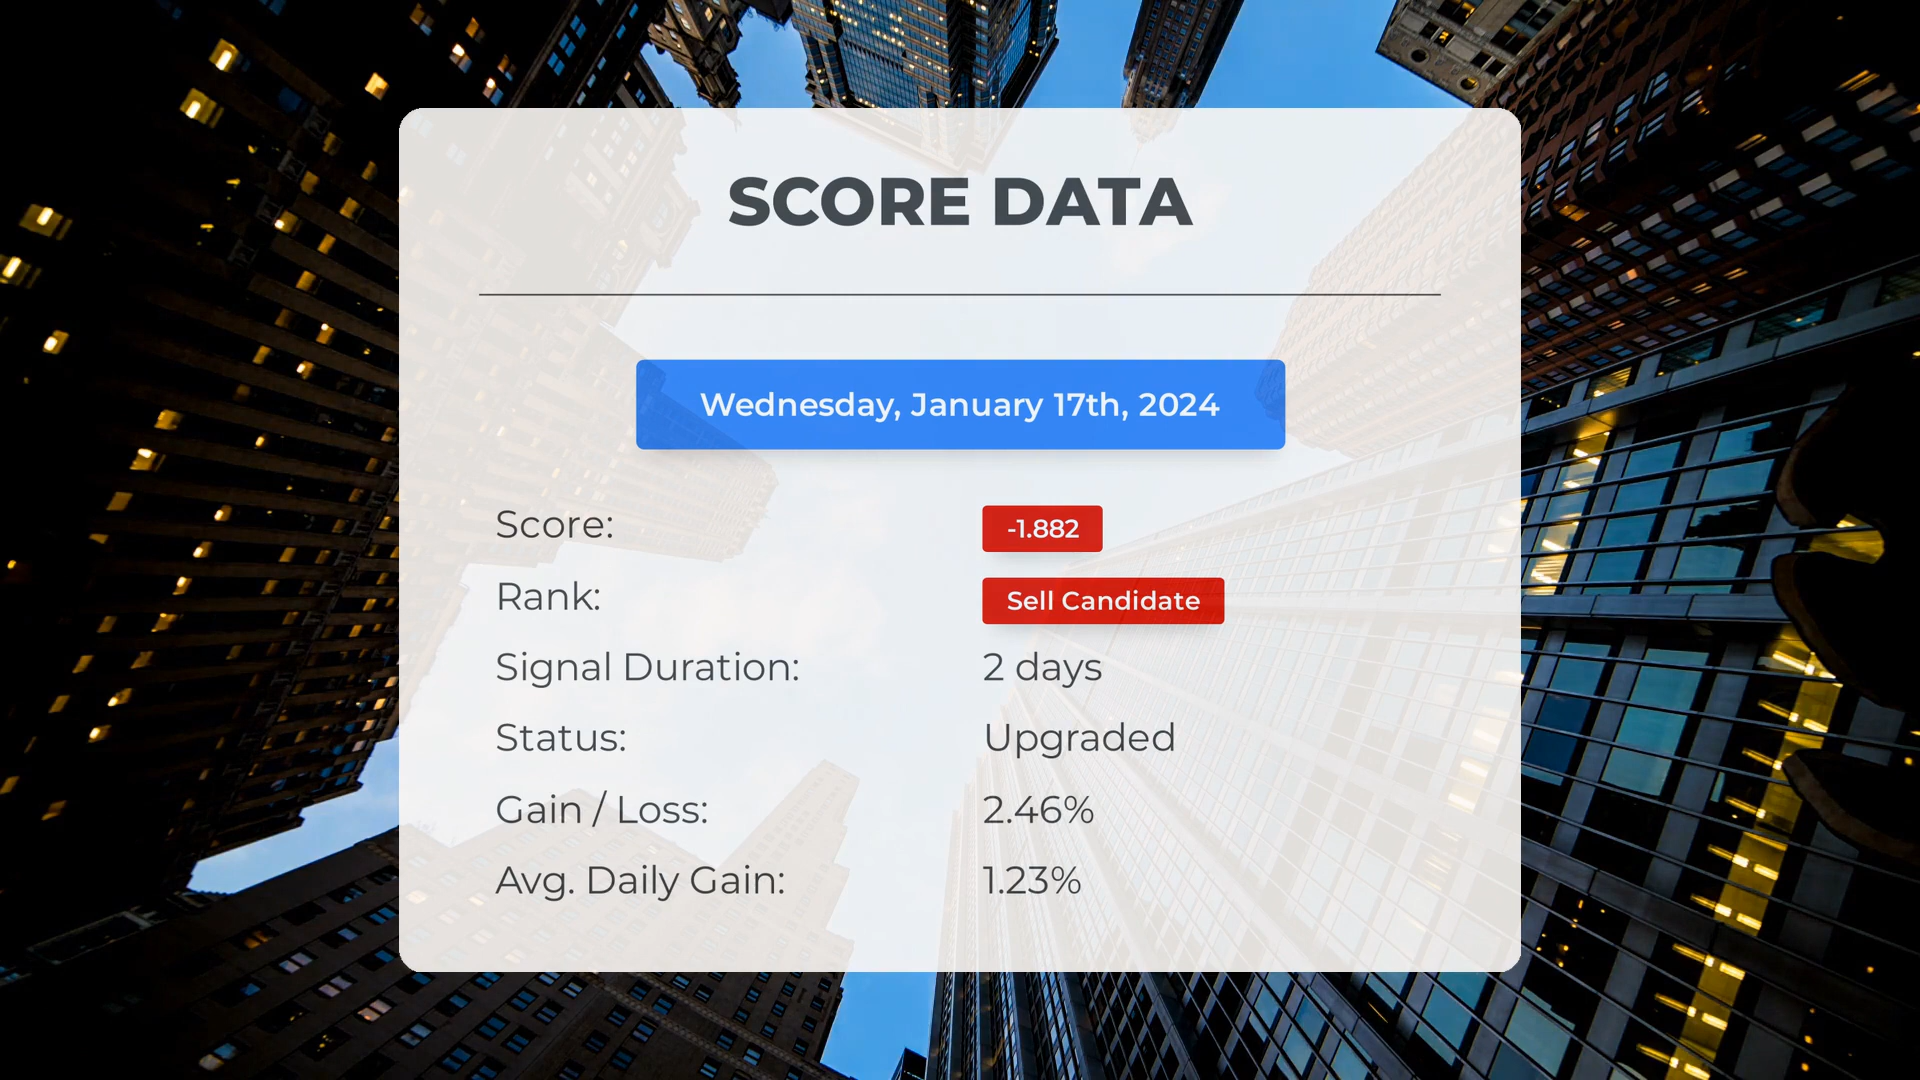 SCORE DATA
Wednesday, January 17th, 2024
Score: -1.882
Rank: Sell Candidate
Signal Duration: 2 days
Status: Upgraded
Gain / Loss: 2.46%
Avg. Daily Gain: 1.23%